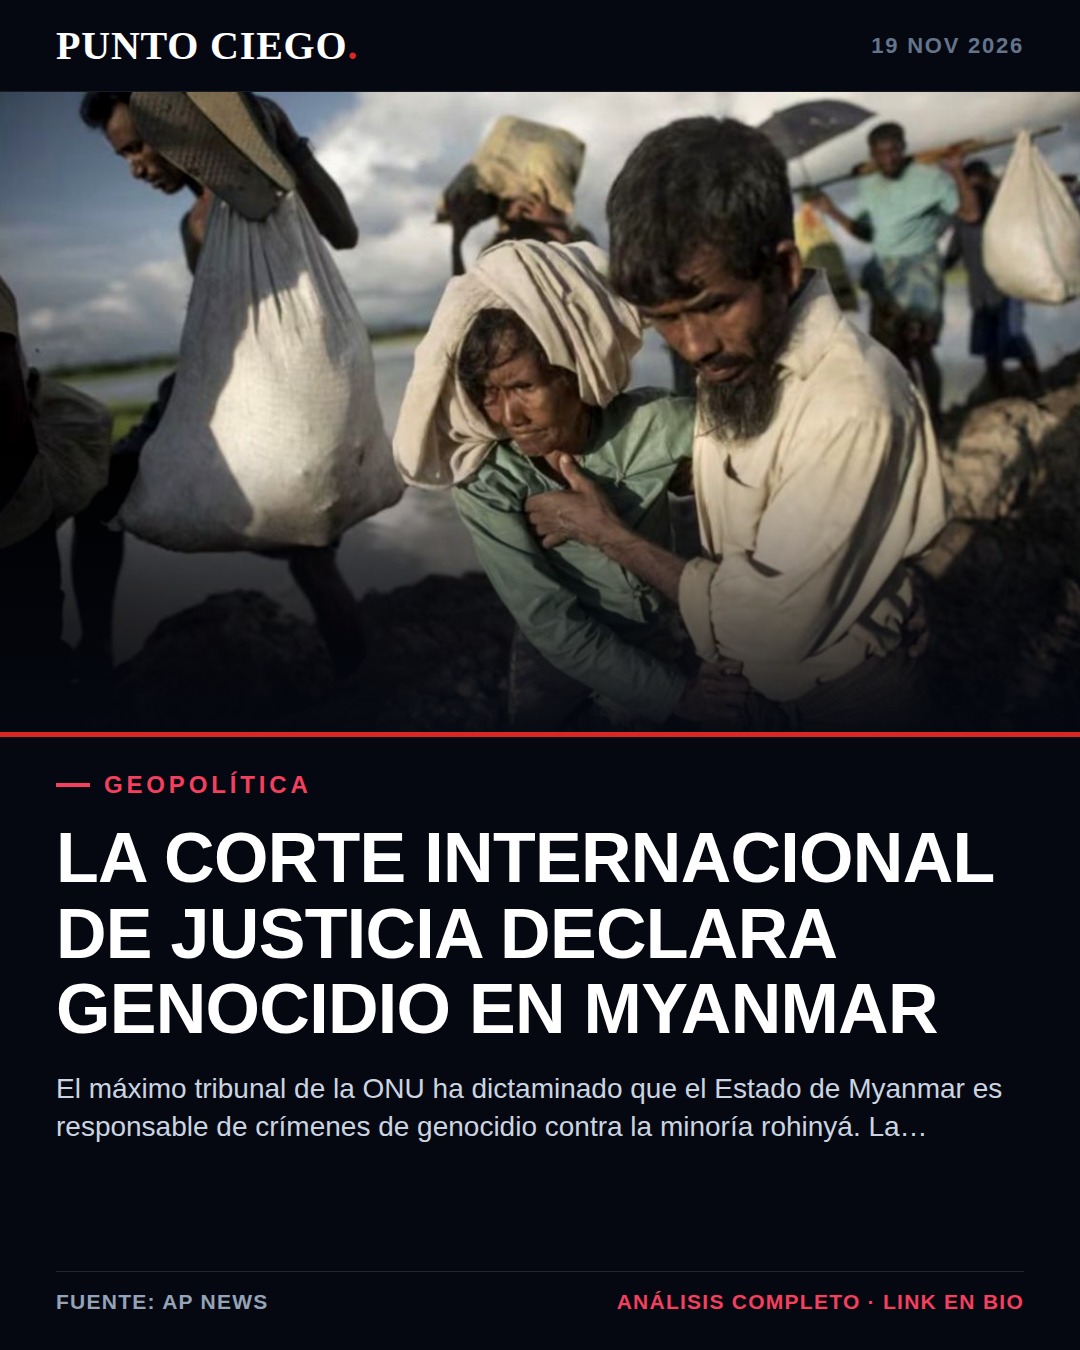 PUNTO CIEGO.
19 NOV 2026
GEOPOLÍTICA
LA CORTE INTERNACIONAL
DE JUSTICIA DECLARA
GENOCIDIO EN MYANMAR
El máximo tribunal de la ONU ha dictaminado que el Estado de Myanmar es
responsable de crímenes de genocidio contra la minoría rohinyá. La…
FUENTE: AP NEWS
ANÁLISIS COMPLETO · LINK EN BIO